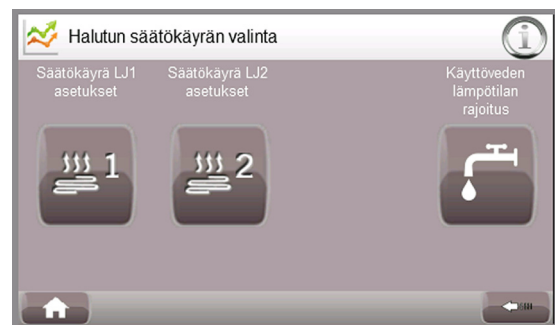 Halutun säätökäyrän valinta
Säätökäyrä LJ1
asetukset
Säätökäyrä LJ2
asetukset
Käyttöveden
lämpötilan
rajoitus
1
2